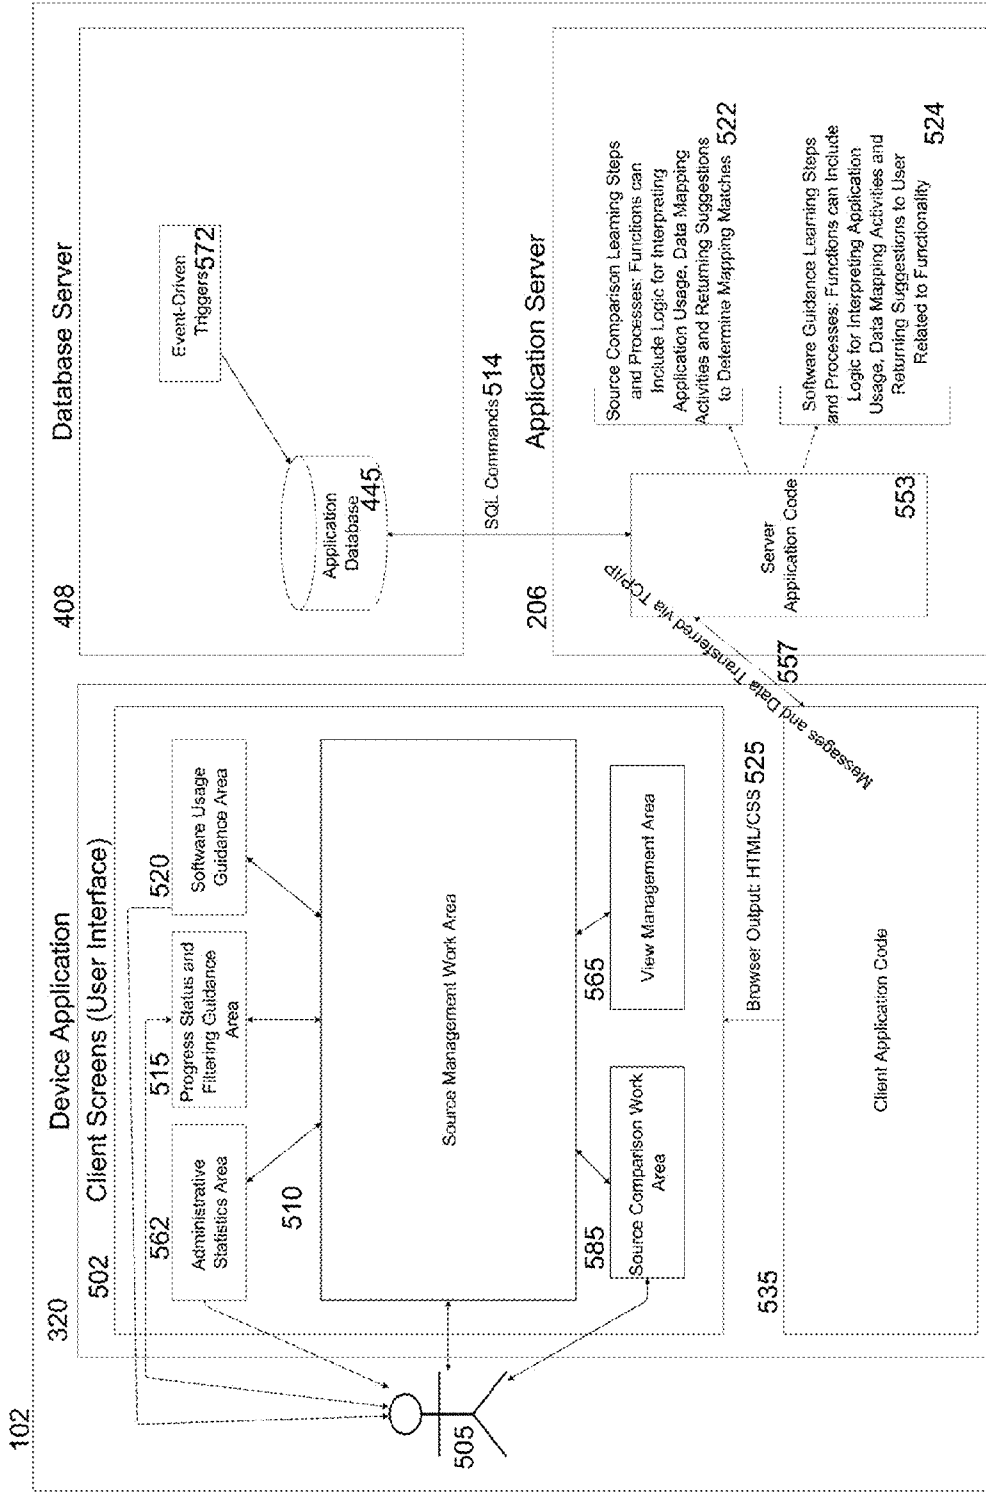 102
320 Device Application
502 Client Screens (User Interface)
562
Administrative
Statistics Area
515
Progress Status and
Filtering Guidance
Area
520
Software Usage
Guidance Area
510
Source Management Work Area
505
585
Source Comparison Work
Area
565
View Management Area
Browser Output: HTML/CSS 525
535
Client Application Code
557
Messages and Data Transferred via TCP/IP
408 Database Server
Event-Driven
Triggers 572
Application
Database 445
SQL Commands 514
206 Application Server
Server
Application Code
553
Source Comparison Learning Steps
and Processes: Functions can
Include Logic for Interpreting
Application Usage, Data Mapping
Activities and Returning Suggestions
to Determine Mapping Matches 522
Software Guidance Learning Steps
and Processes: Functions can Include
Logic for Interpreting Application
Usage, Data Mapping Activities and
Returning Suggestions to User
Related to Functionality 524